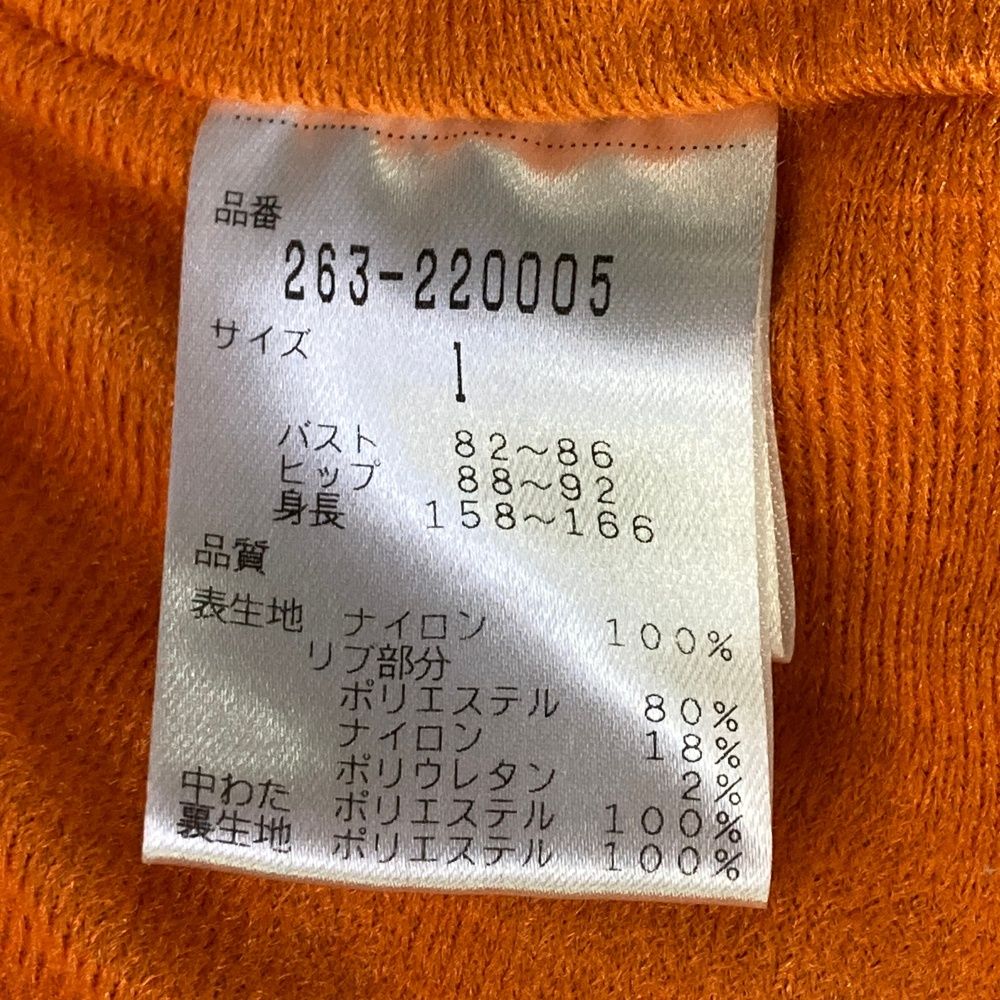 品番
263-220005
サイズ 1
バスト 82～86
ヒップ 88～92
身長 158～166
品質
表生地 ナイロン 100%
リブ部分
ポリエステル 80%
ナイロン 18%
ポリウレタン 2%
中わた ポリエステル 100%
裏生地 ポリエステル 100%